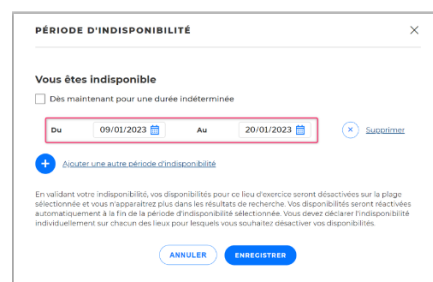 PÉRIODE D'INDISPONIBILITÉ
Vous êtes indisponible
Dès maintenant pour une durée indéterminée
Du 09/01/2023 Au 20/01/2023 Supprimer
Ajouter une autre période d'indisponibilité
En validant votre indisponibilité, vos disponibilités pour ce lieu d'exercice seront désactivées sur la plage
sélectionnée et vous n'apparaitrez plus dans les résultats de recherche. Vos disponibilités seront réactivées
automatiquement à la fin de la période d'indisponibilité sélectionnée. Vous devez déclarer l'indisponibilité
individuellement sur chacun des lieux pour lesquels vous souhaitez désactiver vos disponibilités.
ANNULER ENREGISTRER